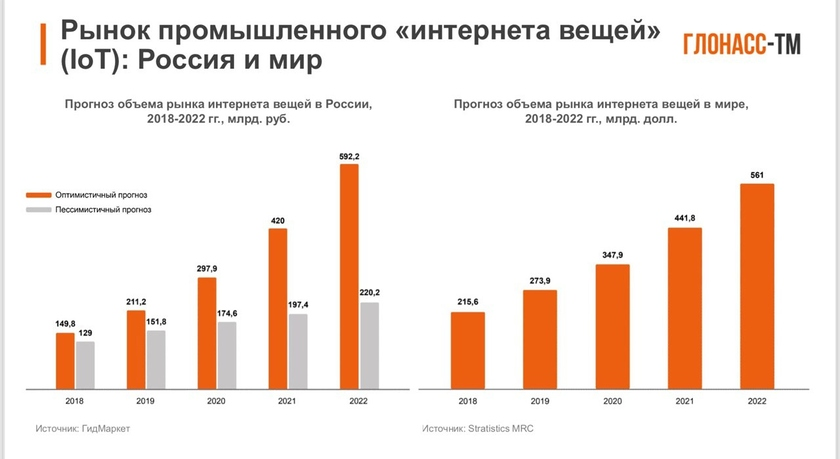 Рынок промышленного «интернета вещей»
(IoT): Россия и мир
ГЛОНАСС-ТМ
Прогноз объема рынка интернета вещей в России,
2018-2022 гг., млрд. руб.
Оптимистичный прогноз
Пессимистичный прогноз
149,8
129
211,2
151,8
297,9
174,6
420
197,4
592,2
220,2
2018
2019
2020
2021
2022
Источник: ГидМаркет
Прогноз объема рынка интернета вещей в мире,
2018-2022 гг., млрд. долл.
215,6
273,9
347,9
441,8
561
2018
2019
2020
2021
2022
Источник: Stratistics MRC